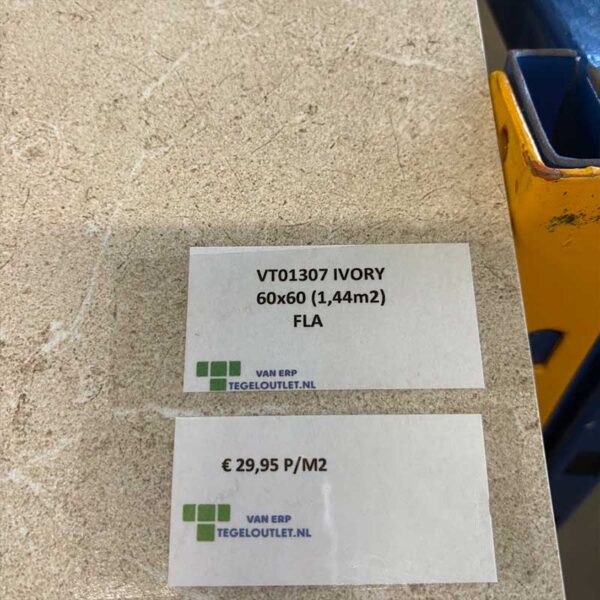 VT01307 IVORY
60x60 (1,44m2)
FLA
VAN ERP
TEGELOUTLET.NL
€ 29,95 P/M2
VAN ERP
TEGELOUTLET.NL